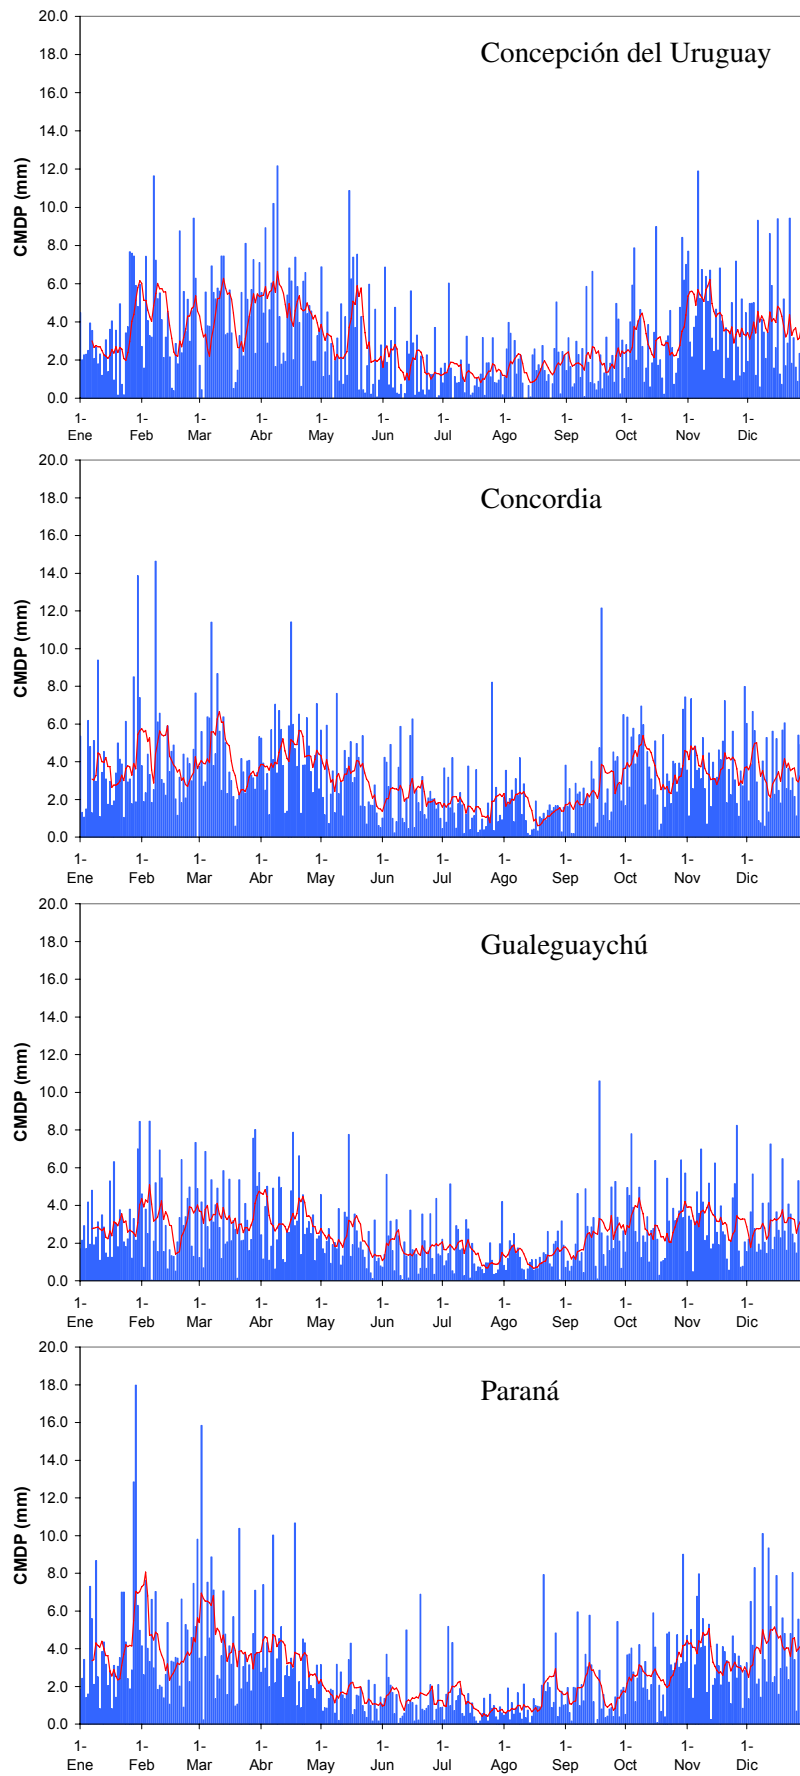 20.0
Concepción del Uruguay
18.0
16.0
14.0
12.0
10.0
8.0
6.0
4.0
2.0
0.0
CMDP (mm)
1- 1- 1- 1- 1- 1- 1- 1- 1- 1- 1- 1-
Ene Feb Mar Abr May Jun Jul Ago Sep Oct Nov Dic
20.0
Concordia
18.0
16.0
14.0
12.0
10.0
8.0
6.0
4.0
2.0
0.0
CMDP (mm)
1- 1- 1- 1- 1- 1- 1- 1- 1- 1- 1- 1-
Ene Feb Mar Abr May Jun Jul Ago Sep Oct Nov Dic
20.0
Gualeguaychú
18.0
16.0
14.0
12.0
10.0
8.0
6.0
4.0
2.0
0.0
CMDP (mm)
1- 1- 1- 1- 1- 1- 1- 1- 1- 1- 1- 1-
Ene Feb Mar Abr May Jun Jul Ago Sep Oct Nov Dic
20.0
Paraná
18.0
16.0
14.0
12.0
10.0
8.0
6.0
4.0
2.0
0.0
CMDP (mm)
1- 1- 1- 1- 1- 1- 1- 1- 1- 1- 1- 1-
Ene Feb Mar Abr May Jun Jul Ago Sep Oct Nov Dic